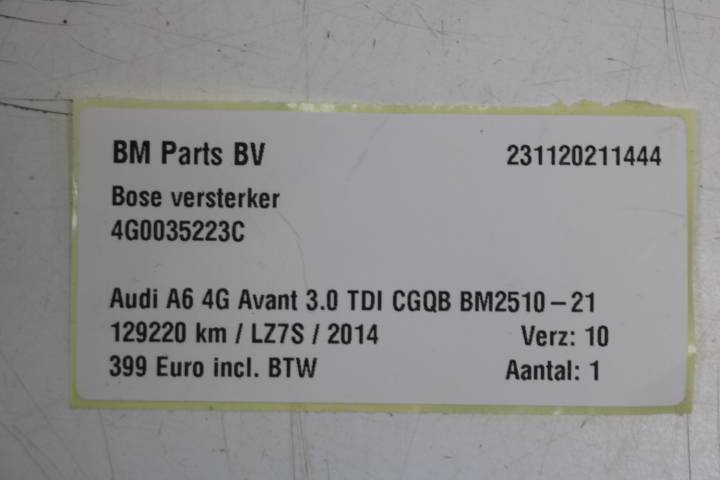 BM Parts BV 231120211444
Bose versterker
4G0035223C
Audi A6 4G Avant 3.0 TDI CGQB BM2510-21
129220 km / LZ7S / 2014 Verz: 10
399 Euro incl. BTW Aantal: 1